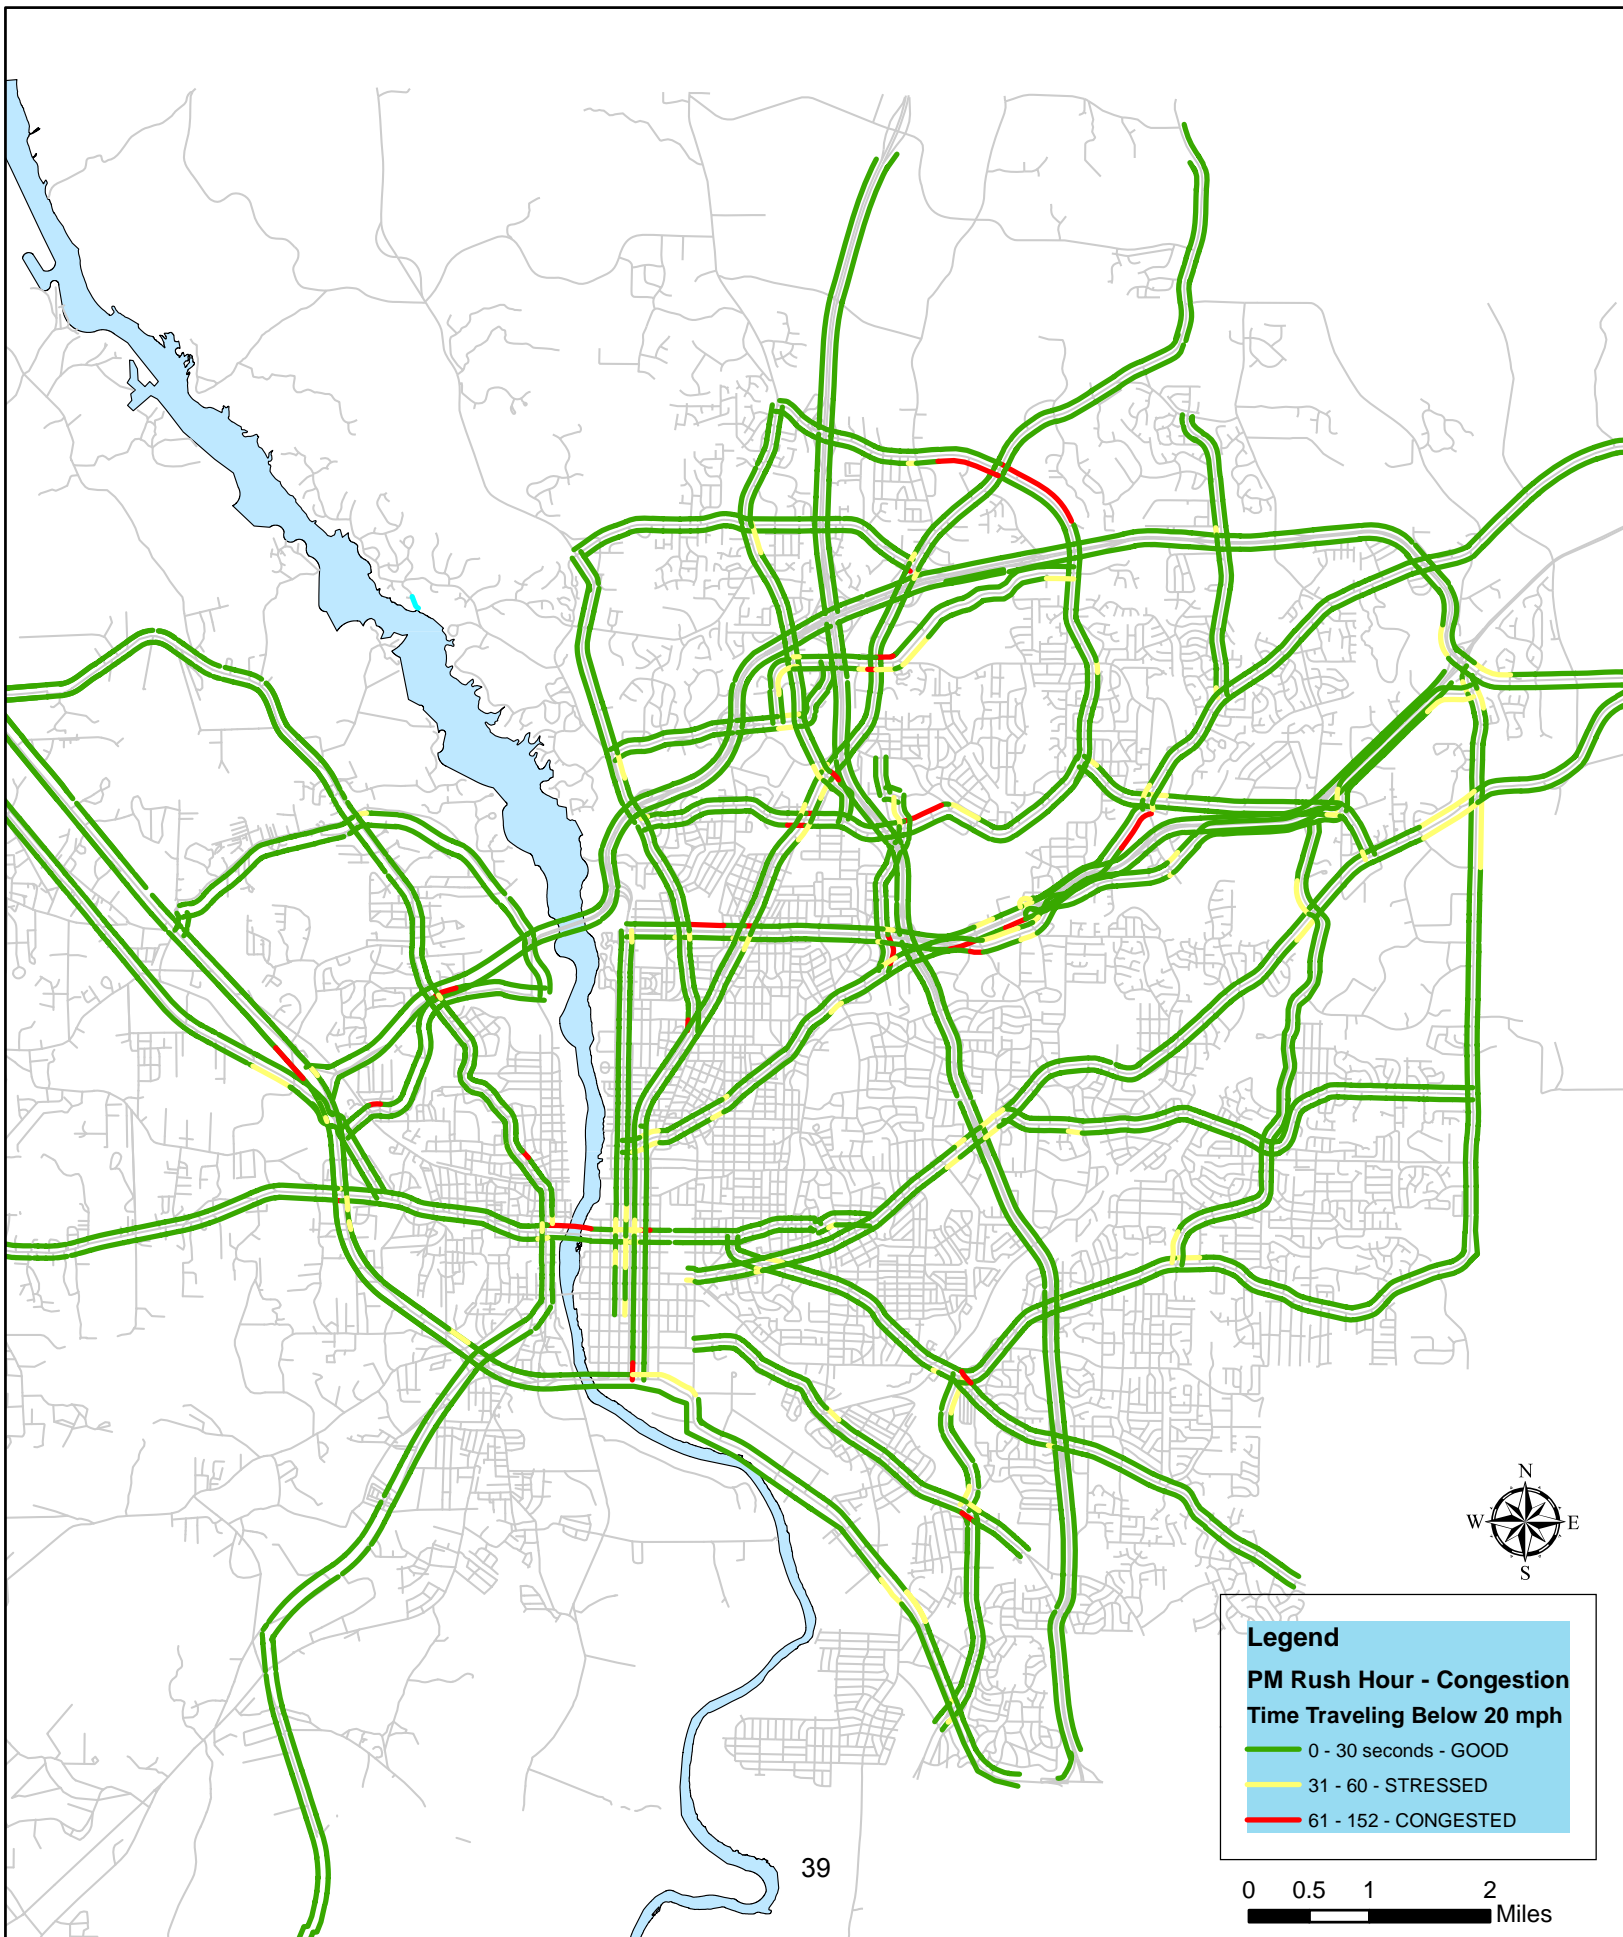 N
W E
S
Legend
PM Rush Hour - Congestion
Time Traveling Below 20 mph
0 - 30 seconds - GOOD
31 - 60 - STRESSED
61 - 152 - CONGESTED
39
0 0.5 1 2
Miles